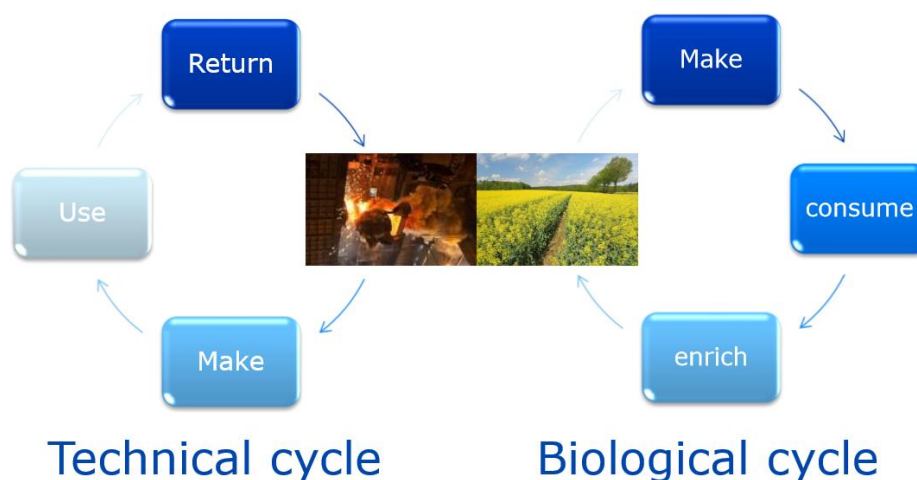 Return
Make
Use
consume
Make
enrich
Technical cycle
Biological cycle